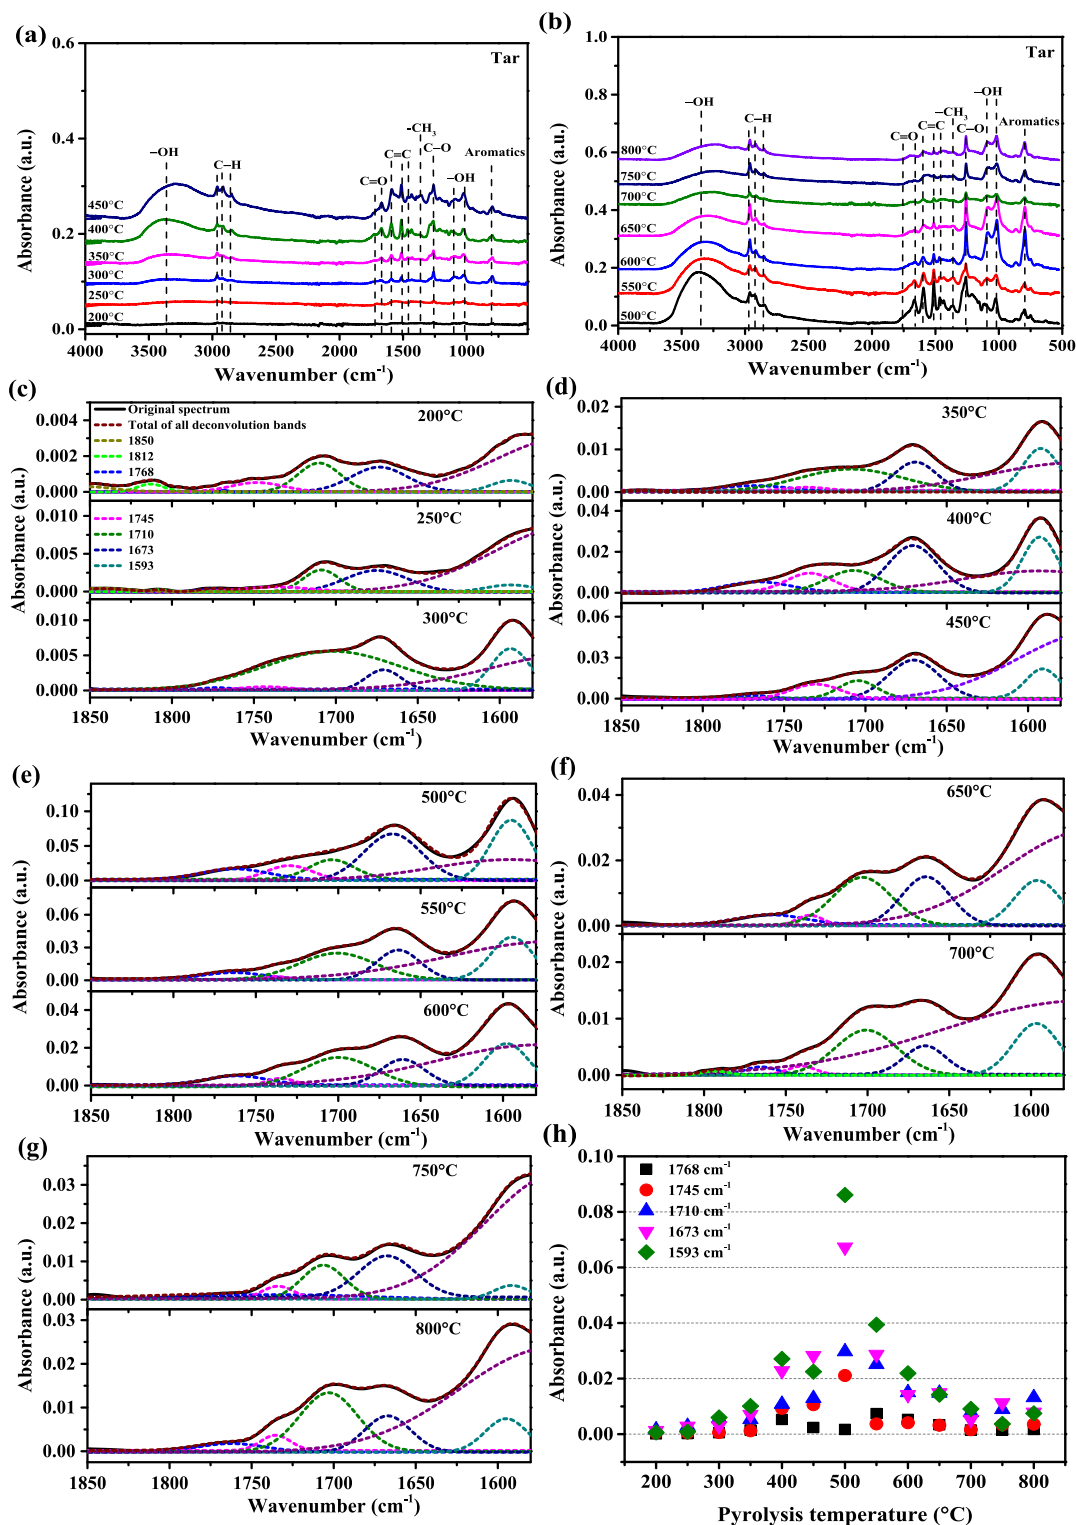 (a)
Tar
Absorbance (a.u.)
0.6
0.4
0.2
0.0
−OH
C−H
C=O
C=C
-CH3
C−O
−OH
Aromatics
450°C
400°C
350°C
300°C
250°C
200°C
4000 3500 3000 2500 2000 1500 1000
Wavenumber (cm-1)
(b)
Tar
Absorbance (a.u.)
1.0
0.8
0.6
0.4
0.2
0.0
−OH
C−H
C=O
C=C
−CH3
C−O
−OH
Aromatics
800°C
750°C
700°C
650°C
600°C
550°C
500°C
4000 3500 3000 2500 2000 1500 1000 500
Wavenumber (cm-1)
(c)
Absorbance (a.u.)
Original spectrum
Total of all deconvolution bands
1850
1812
1768
200°C
0.004
0.002
0.000
1745
1710
1673
1593
250°C
0.010
0.005
0.000
300°C
0.010
0.005
0.000
1850 1800 1750 1700 1650 1600
Wavenumber (cm-1)
(d)
Absorbance (a.u.)
350°C
0.02
0.01
0.00
400°C
0.04
0.02
0.00
450°C
0.06
0.03
0.00
1850 1800 1750 1700 1650 1600
Wavenumber (cm-1)
(e)
Absorbance (a.u.)
500°C
0.10
0.05
0.00
550°C
0.06
0.03
0.00
600°C
0.04
0.02
0.00
1850 1800 1750 1700 1650 1600
Wavenumber (cm-1)
(f)
Absorbance (a.u.)
650°C
0.04
0.02
0.00
700°C
0.02
0.01
0.00
1850 1800 1750 1700 1650 1600
Wavenumber (cm-1)
(g)
Absorbance (a.u.)
750°C
0.03
0.02
0.01
0.00
800°C
0.03
0.02
0.01
0.00
1850 1800 1750 1700 1650 1600
Wavenumber (cm-1)
(h)
Absorbance (a.u.)
0.10
0.08
0.06
0.04
0.02
0.00
1768 cm-1
1745 cm-1
1710 cm-1
1673 cm-1
1593 cm-1
200 300 400 500 600 700 800
Pyrolysis temperature (°C)